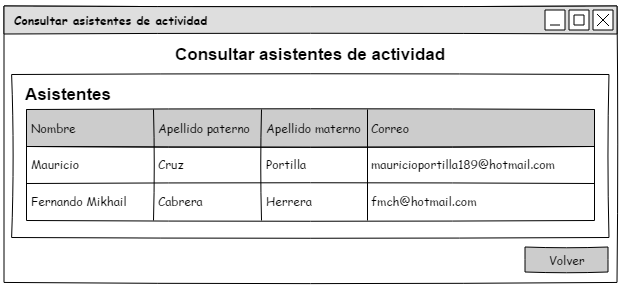 Consultar asistentes de actividad
Consultar asistentes de actividad
Asistentes
Nombre Apellido paterno Apellido materno Correo
Mauricio Cruz Portilla mauricioportilla189@hotmail.com
Fernando Mikhail Cabrera Herrera fmch@hotmail.com
Volver